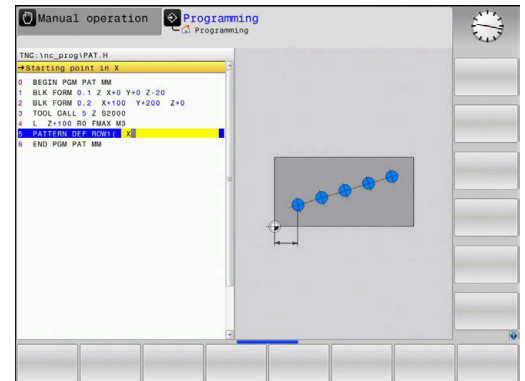 Manual operation
Programming
Programming
TNC:\nc_prog\PAT.H
→Starting point in X
0 BEGIN PGM PAT MM
1 BLK FORM 0.1 Z X+0 Y+0 Z-20
2 BLK FORM 0.2 X+100 Y+200 Z+0
3 TOOL CALL 5 Z S2000
4 L Z+100 R0 FMAX M3
5 PATTERN DEF ROW1( X
6 END PGM PAT MM